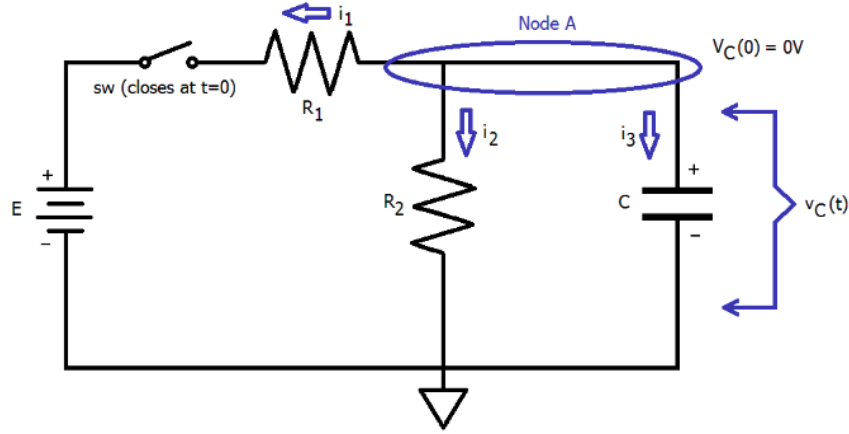 i1
Node A
VC(0) = 0V
sw (closes at t=0)
R1
i2
i3
+
+
E
R2
C
vC(t)
–
–